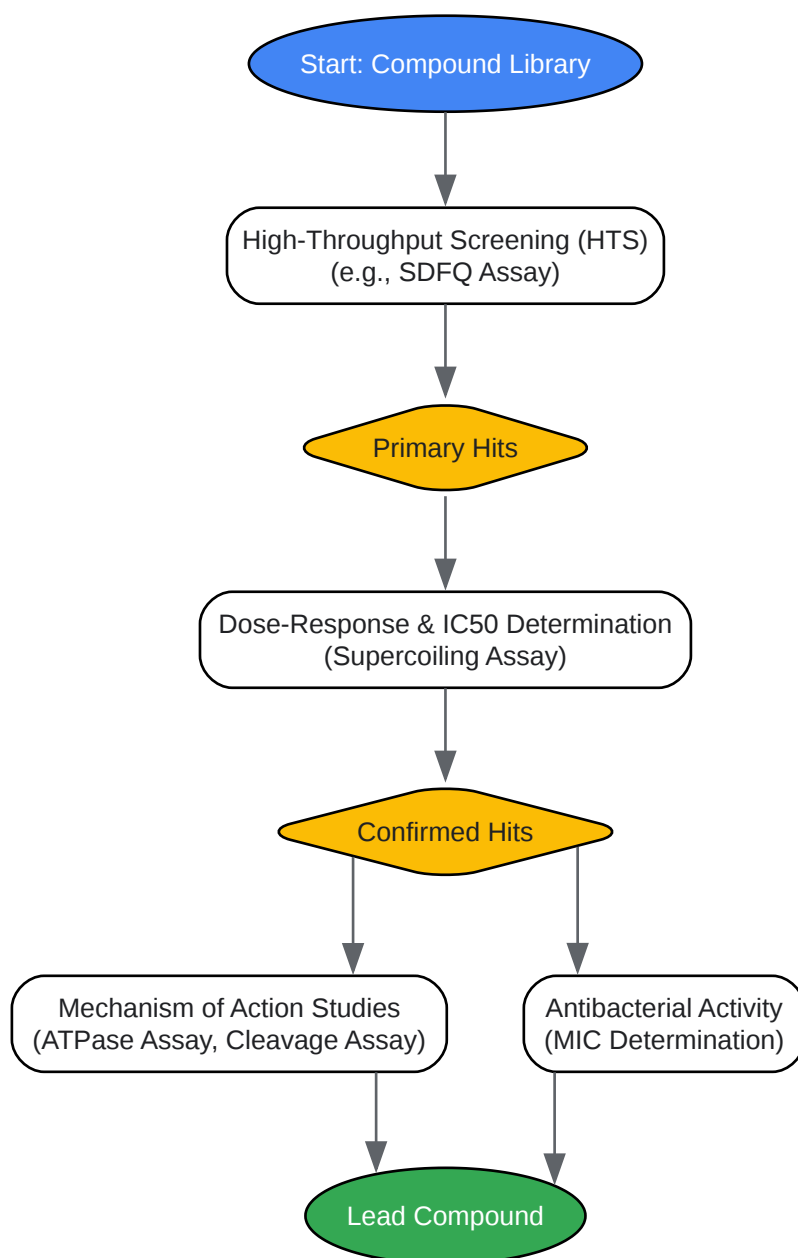 Start: Compound Library
High-Throughput Screening (HTS)
(e.g., SDFQ Assay)
Primary Hits
Dose-Response & IC50 Determination
(Supercoiling Assay)
Confirmed Hits
Mechanism of Action Studies
(ATPase Assay, Cleavage Assay)
Antibacterial Activity
(MIC Determination)
Lead Compound